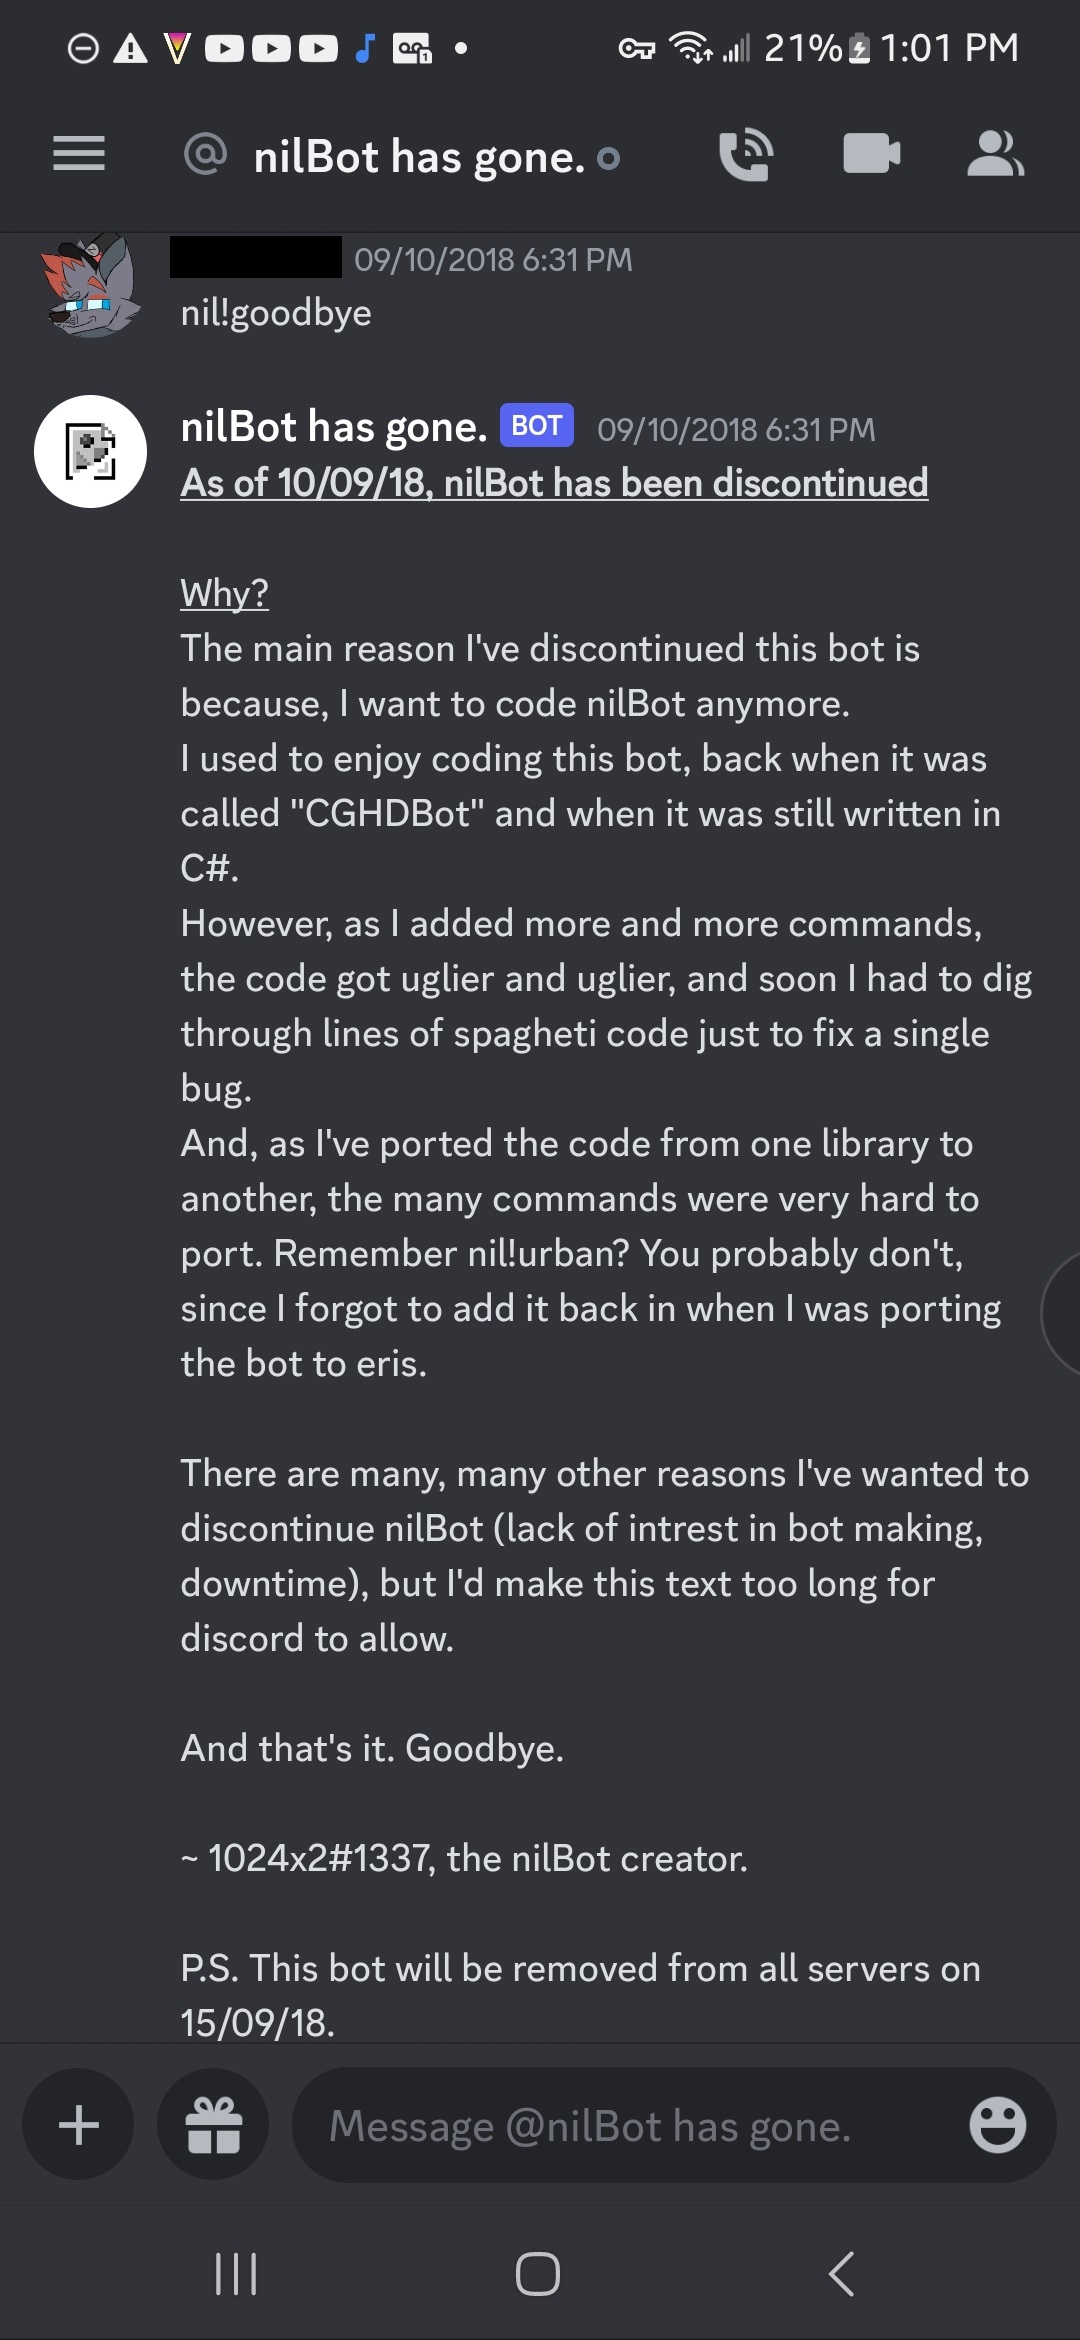 21% 1:01 PM
@ nilBot has gone.
09/10/2018 6:31 PM
nil!goodbye
nilBot has gone. BOT 09/10/2018 6:31 PM
As of 10/09/18, nilBot has been discontinued
Why?
The main reason I've discontinued this bot is
because, I want to code nilBot anymore.
I used to enjoy coding this bot, back when it was
called "CGHDBot" and when it was still written in
C#.
However, as I added more and more commands,
the code got uglier and uglier, and soon I had to dig
through lines of spagheti code just to fix a single
bug.
And, as I've ported the code from one library to
another, the many commands were very hard to
port. Remember nil!urban? You probably don't,
since I forgot to add it back in when I was porting
the bot to eris.
There are many, many other reasons I've wanted to
discontinue nilBot (lack of intrest in bot making,
downtime), but I'd make this text too long for
discord to allow.
And that's it. Goodbye.
~ 1024x2#1337, the nilBot creator.
P.S. This bot will be removed from all servers on
15/09/18.
Message @nilBot has gone.